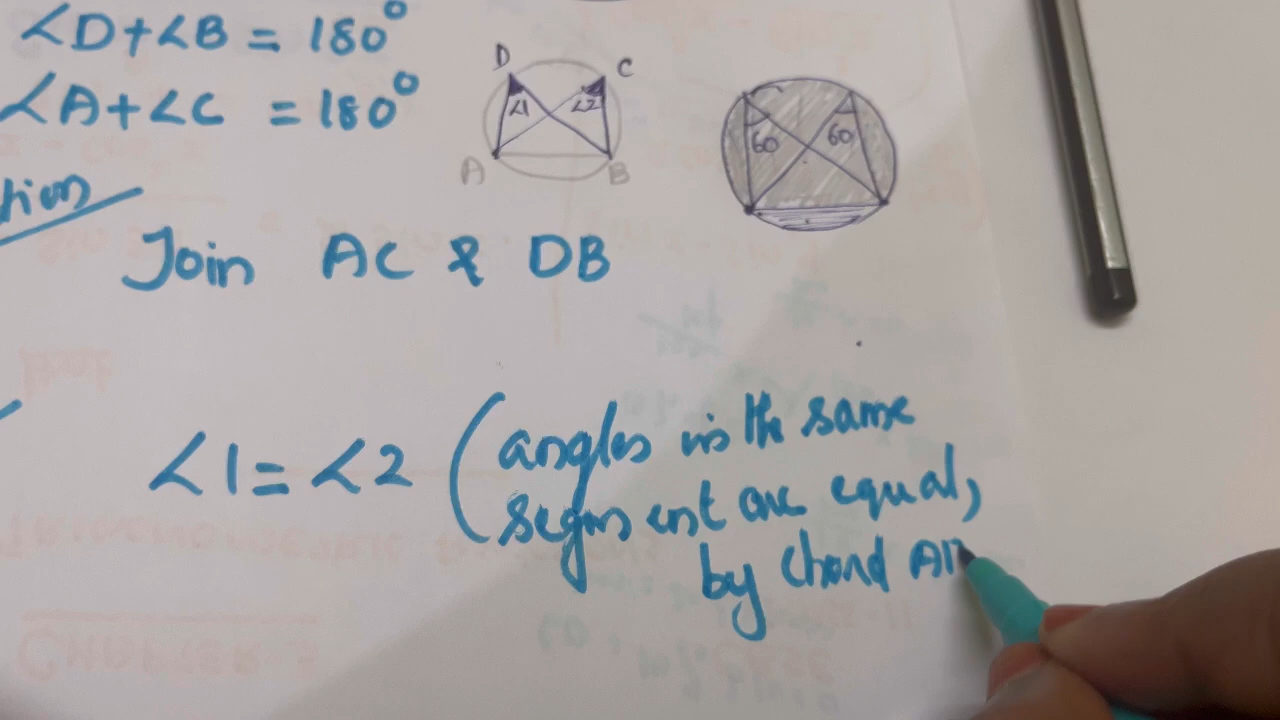 ∠D+∠B = 180°
∠A+∠C = 180°
D C
∠1 ∠2
A B
60 60
tion
Join AC & DB
∠1 = ∠2 (angles in the same
segment are equal,
by chord A